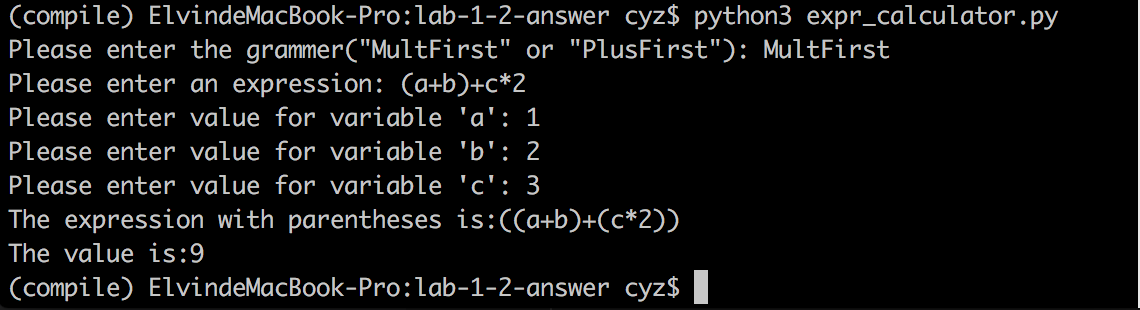 (compile) ElvindeMacBook-Pro:lab-1-2-answer cyz$ python3 expr_calculator.py
Please enter the grammer("MultFirst" or "PlusFirst"): MultFirst
Please enter an expression: (a+b)+c*2
Please enter value for variable 'a': 1
Please enter value for variable 'b': 2
Please enter value for variable 'c': 3
The expression with parentheses is:((a+b)+(c*2))
The value is:9
(compile) ElvindeMacBook-Pro:lab-1-2-answer cyz$